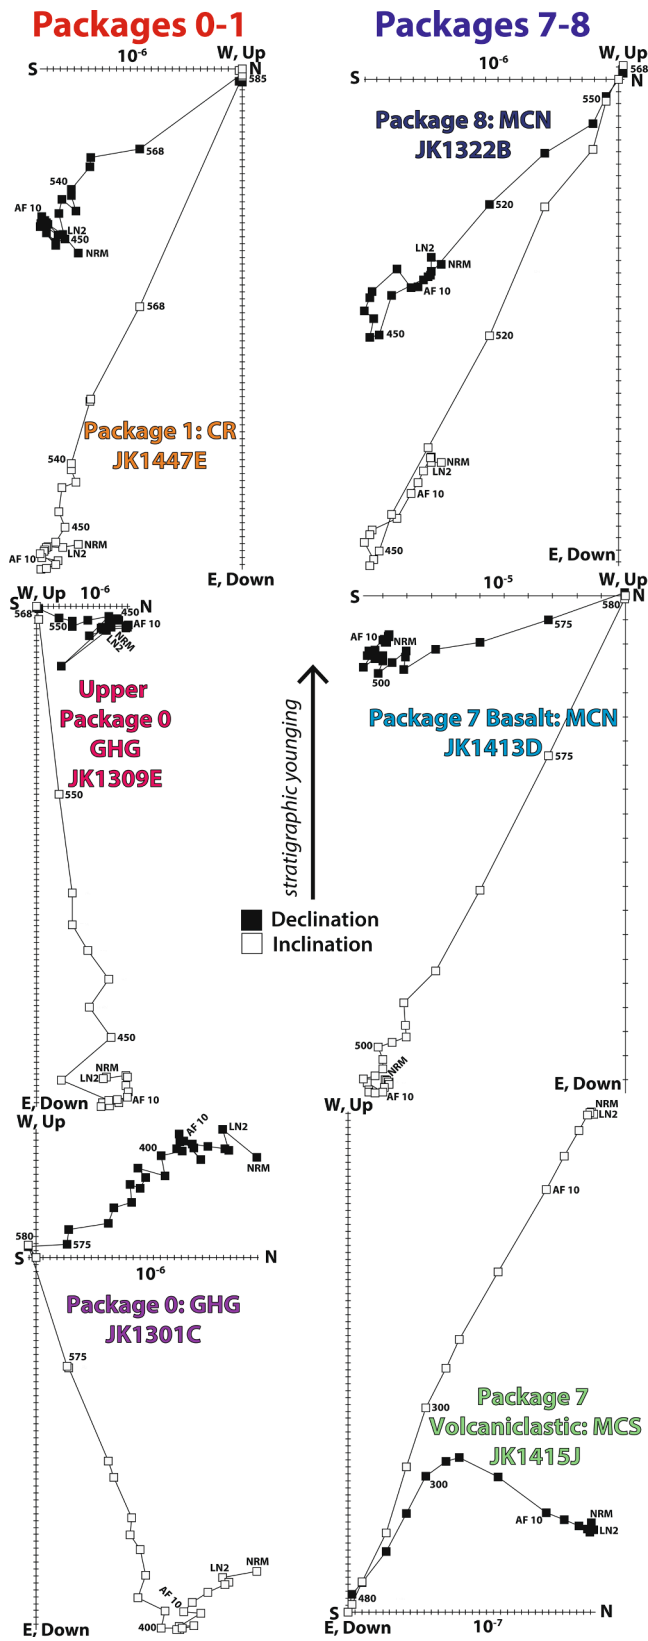 Packages 0-1
10-6
W, Up
S
N
585
568
540
AF 10
LN2
450
NRM
568
Package 1: CR
JK1447E
540
450
NRM
AF 10
LN2
E, Down
Packages 7-8
10-6
W, Up
568
S
N
550
Package 8: MCN
JK1322B
520
LN2
NRM
AF 10
450
520
NRM
LN2
AF 10
450
E, Down
W, Up
10-6
S
N
568
550
450
AF 10
NRM
LN2
Upper
Package 0
GHG
JK1309E
550
450
NRM
LN2
AF 10
E, Down
stratigraphic younging
Declination
Inclination
W, Up
S
10-5
N
580
575
AF 10
NRM
500
Package 7 Basalt: MCN
JK1413D
575
500
NRM
AF 10
E, Down
W, Up
AF 10
LN2
400
NRM
580
575
S
N
10-6
Package 0: GHG
JK1301C
575
NRM
LN2
AF 10
400
E, Down
W, Up
NRM
LN2
AF 10
300
Package 7
Volcaniclastic: MCS
JK1415J
300
AF 10
NRM
LN2
480
S
N
E, Down
10-7